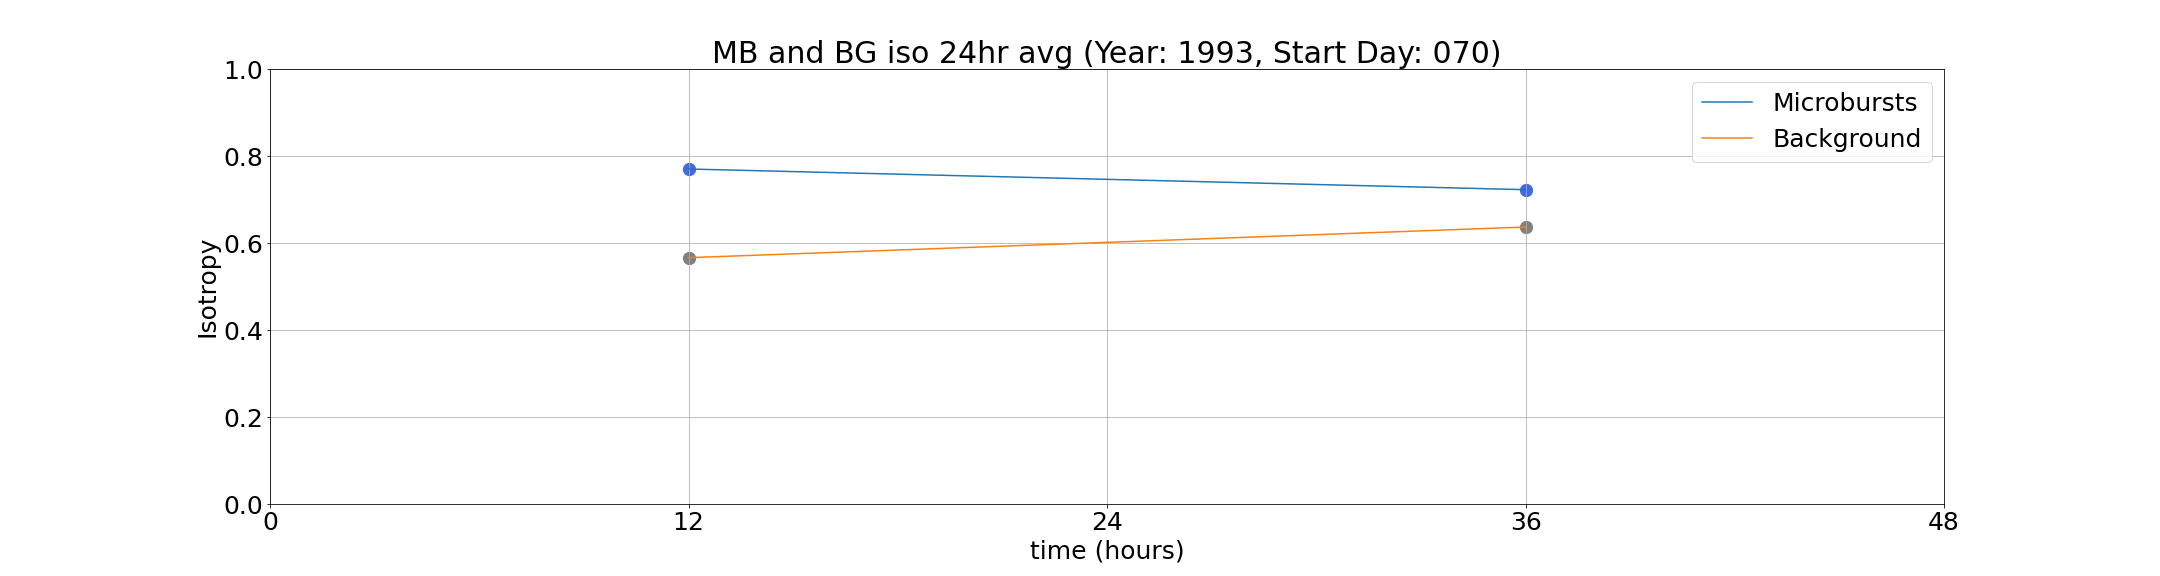 MB and BG iso 24hr avg (Year: 1993, Start Day: 070)
1.0
0.8
0.6
0.4
0.2
0.0
Isotropy
Microbursts
Background
0 12 24 36 48
time (hours)